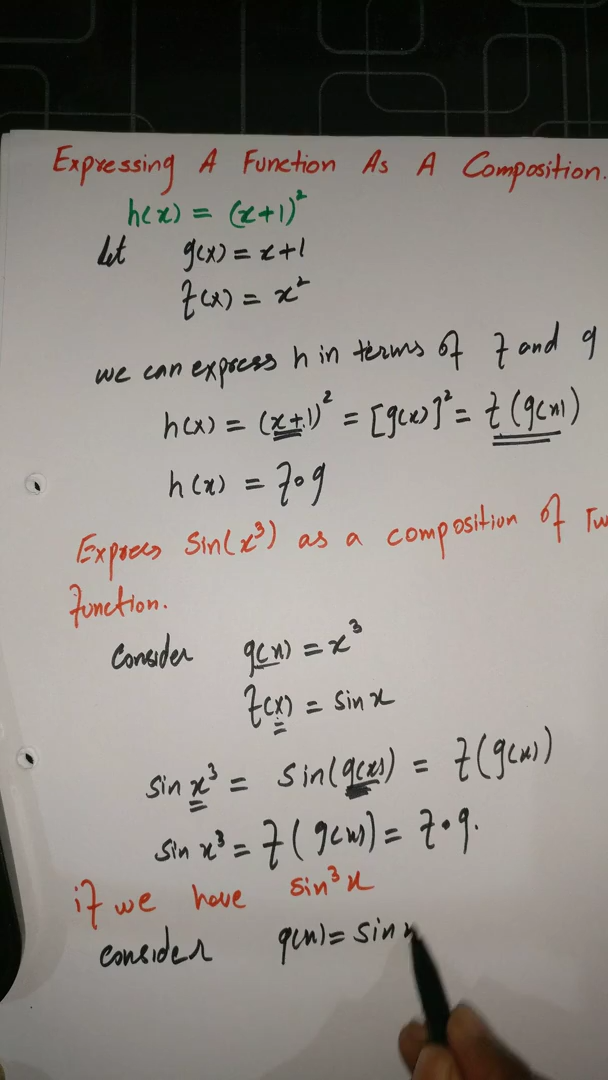 Expressing A Function As A Composition.
h(x) = (x+1)²
Let g(x) = x+1
f(x) = x²
we can express h in terms of f and g
h(x) = (x+1)² = [g(x)]² = f(g(x))
h(x) = f∘g
Express Sin(x³) as a composition of Tw
function.
Consider g(x) = x³
f(x) = sin x
sin x³ = sin(g(x)) = f(g(x))
sin x³ = f(g(x)) = f∘g.
if we have sin³x
consider g(x) = sin x